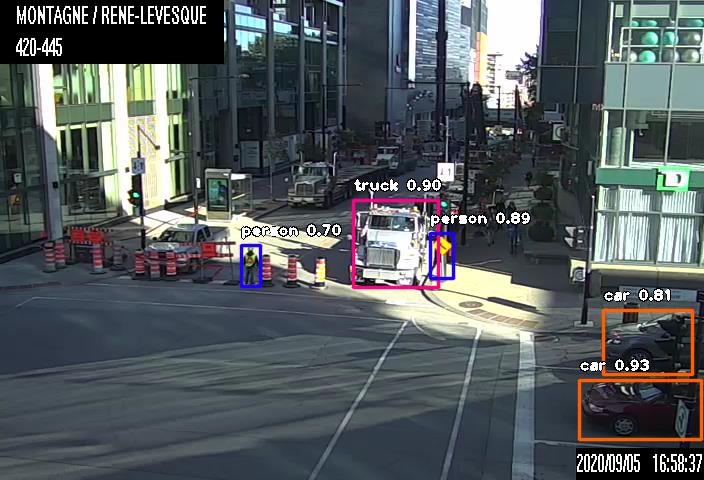 MONTAGNE / RENE-LEVESQUE
420-445
truck 0.90
person 0.89
person 0.70
car 0.81
car 0.93
2020/09/05 16:58:37